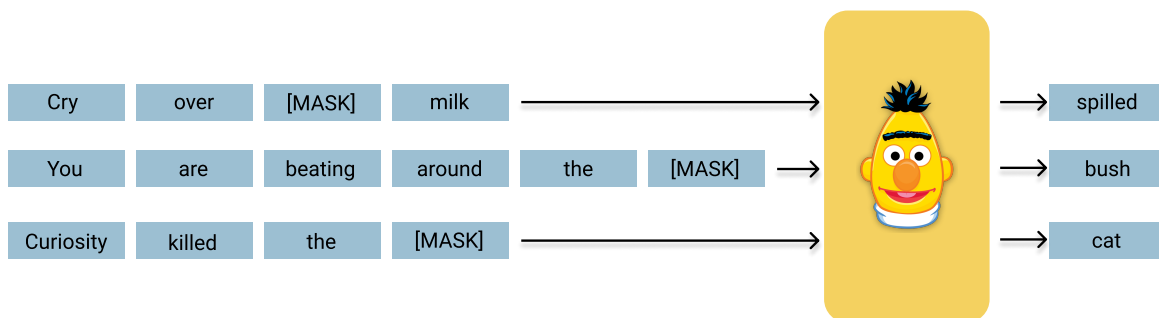 Cry over [MASK] milk spilled
You are beating around the [MASK] bush
Curiosity killed the [MASK] cat